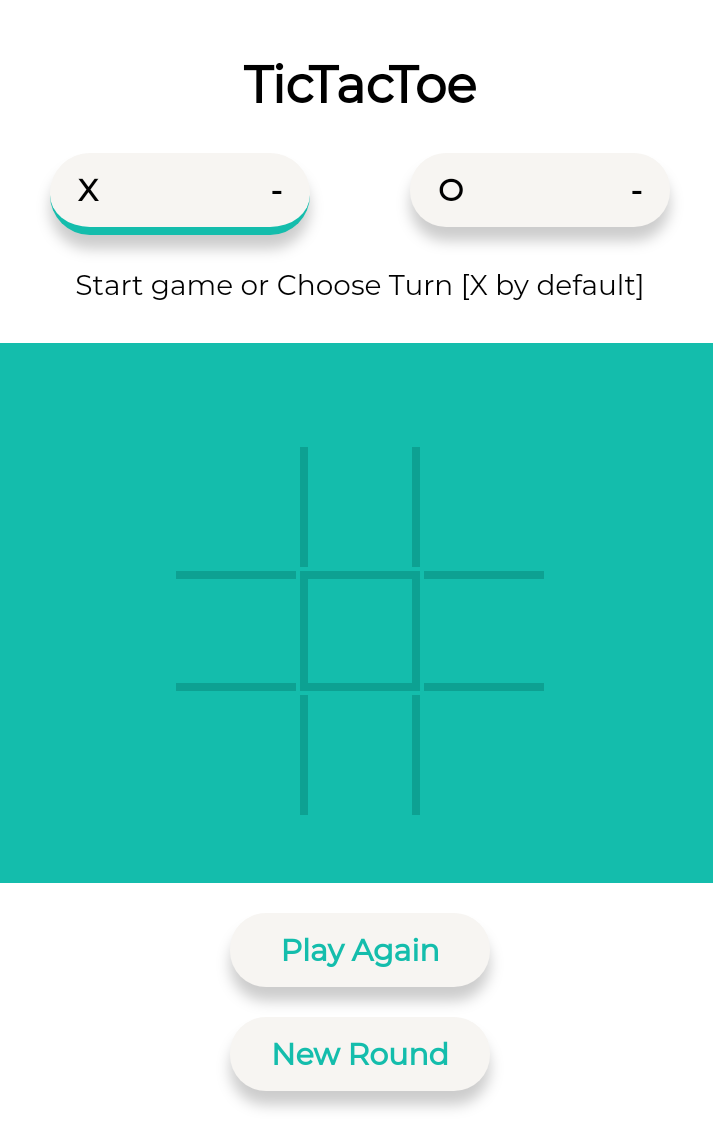 TicTacToe
X - O -
Start game or Choose Turn [X by default]
Play Again
New Round